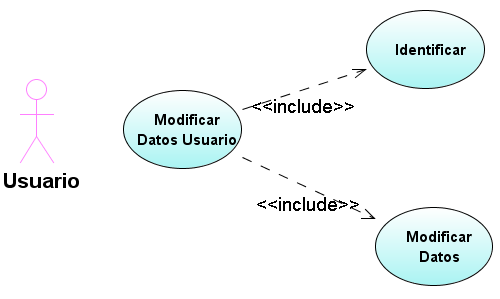 Identificar
<<include>>
Modificar
Datos Usuario
Usuario
<<include>>
Modificar
Datos